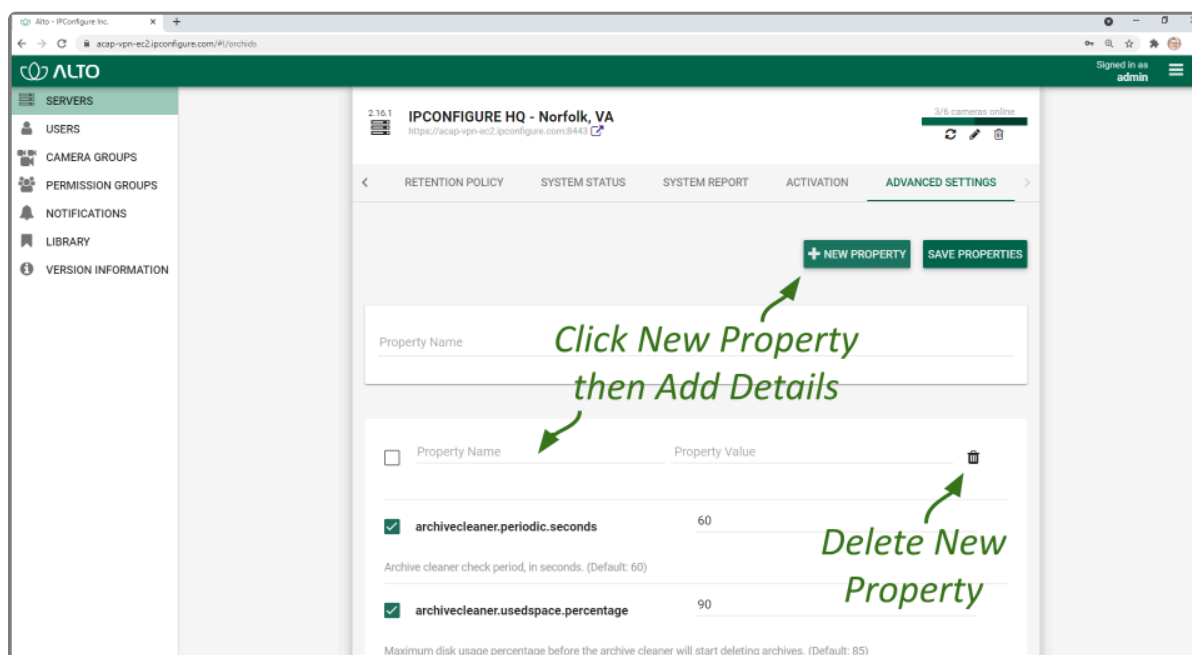 Alto - IPConfigure Inc.
acap-vpn-ec2.ipconfigure.com/#!/orchids
ALTO
Signed in as
admin
SERVERS
USERS
CAMERA GROUPS
PERMISSION GROUPS
NOTIFICATIONS
LIBRARY
VERSION INFORMATION
2.16.1
IPCONFIGURE HQ - Norfolk, VA
https://acap-vpn-ec2.ipconfigure.com:8443
3/6 cameras online
RETENTION POLICY SYSTEM STATUS SYSTEM REPORT ACTIVATION ADVANCED SETTINGS
NEW PROPERTY SAVE PROPERTIES
Property Name
Click New Property
then Add Details
Property Name Property Value
archivecleaner.periodic.seconds 60
Archive cleaner check period, in seconds. (Default: 60)
Delete New
Property
archivecleaner.usedspace.percentage 90
Maximum disk usage percentage before the archive cleaner will start deleting archives. (Default: 85)